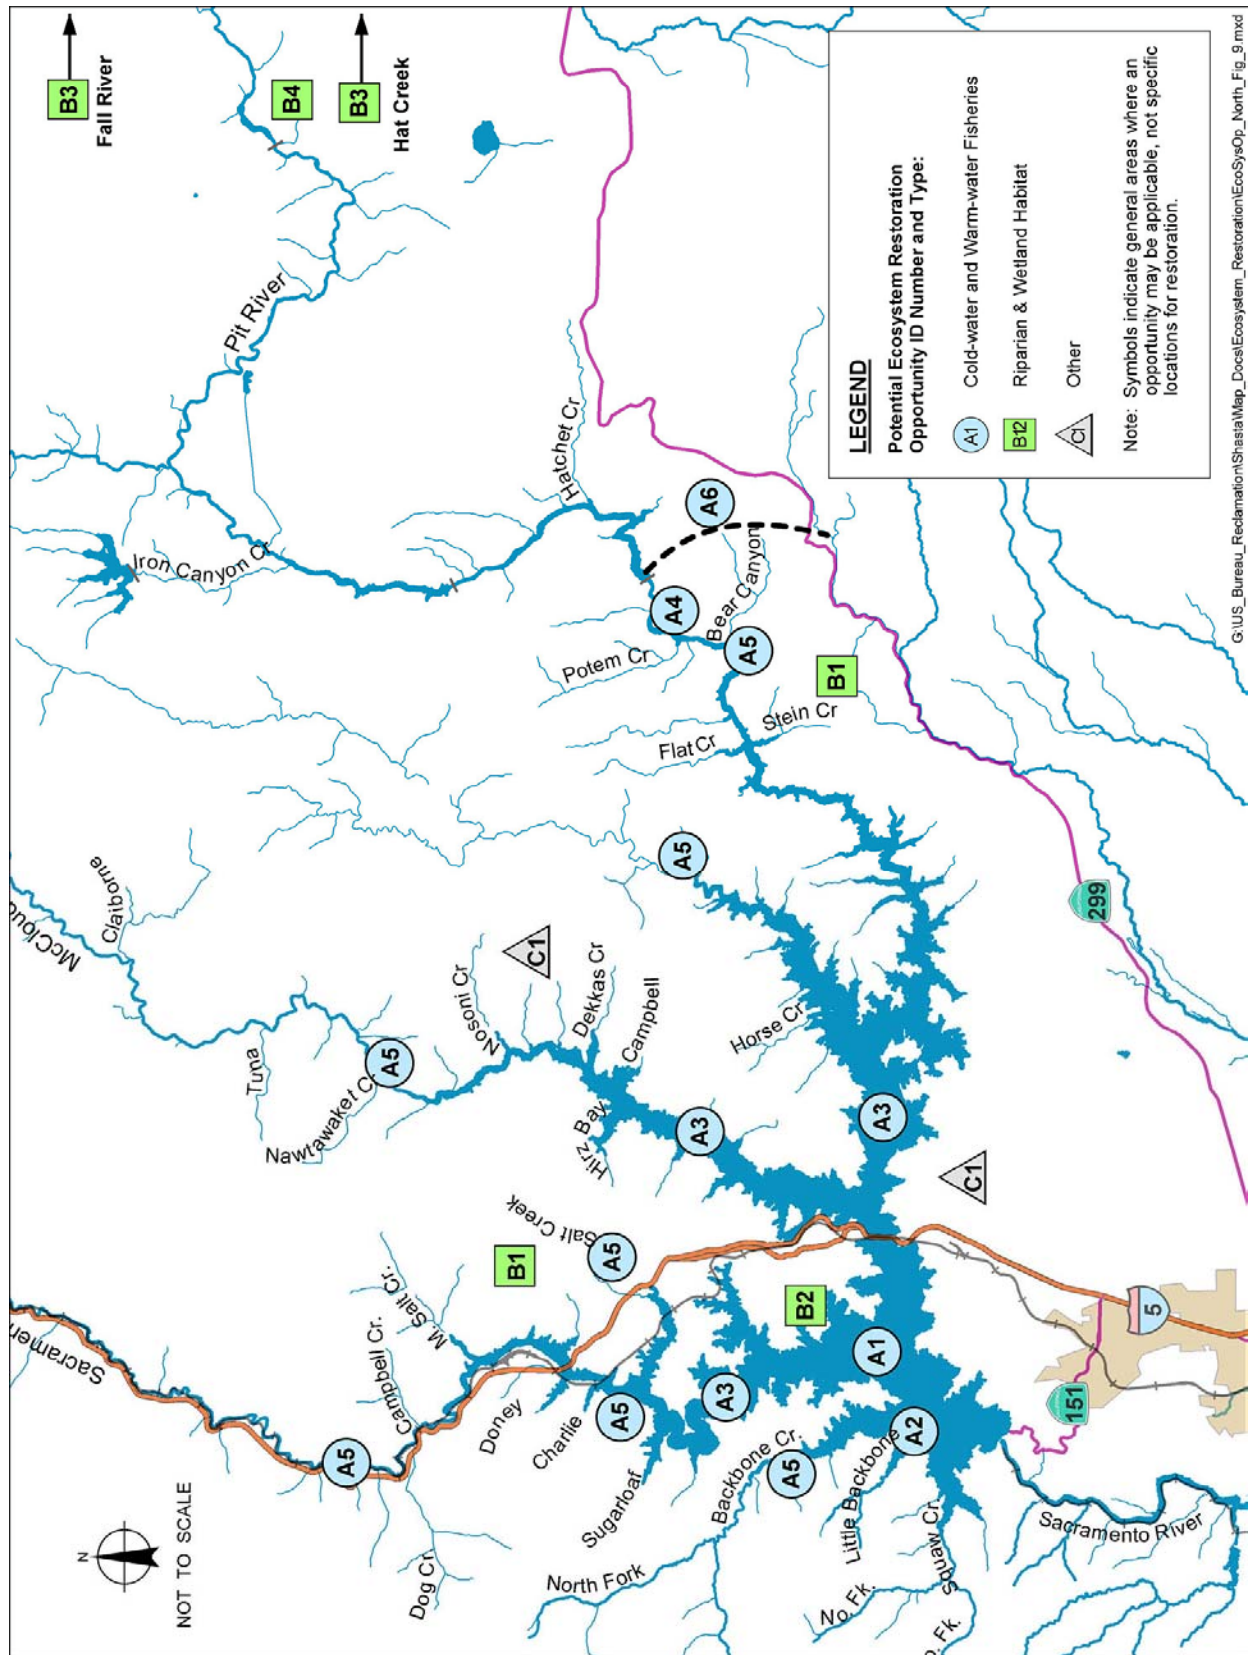 N
NOT TO SCALE
Sacramen
McCloud
Claiborne
B3
Fall River
Iron Canyon Cr
Pit River
B4
B3
Hat Creek
Tuna
Nawtawaket Cr
A5
A5
Dog Cr
Campbell Cr.
M. Salt Cr.
Doney
Charlie
Sugarloaf
B1
Salt Creek
A5
A5
Nosoni Cr
C1
Dekkas Cr
Campbell
Hirz Bay
A3
Hatchet Cr
Potem Cr
A4
A6
Bear Canyon
A5
Flat Cr
Stein Cr
B1
A5
Horse Cr
A3
A3
B2
North Fork
Backbone Cr.
A5
Little Backbone
A1
A2
No. Fk.
Squaw Cr.
o. Fk.
C1
Sacramento River
151
5
299
LEGEND
Potential Ecosystem Restoration
Opportunity ID Number and Type:
A1 Cold-water and Warm-water Fisheries
B12 Riparian & Wetland Habitat
CI Other
Note: Symbols indicate general areas where an
opportunity may be applicable, not specific
locations for restoration.
G:\US_Bureau_Reclamation\Shasta\Map_Docs\Ecosystem_Restoration\EcoSysOp_North_Fig_9.mxd